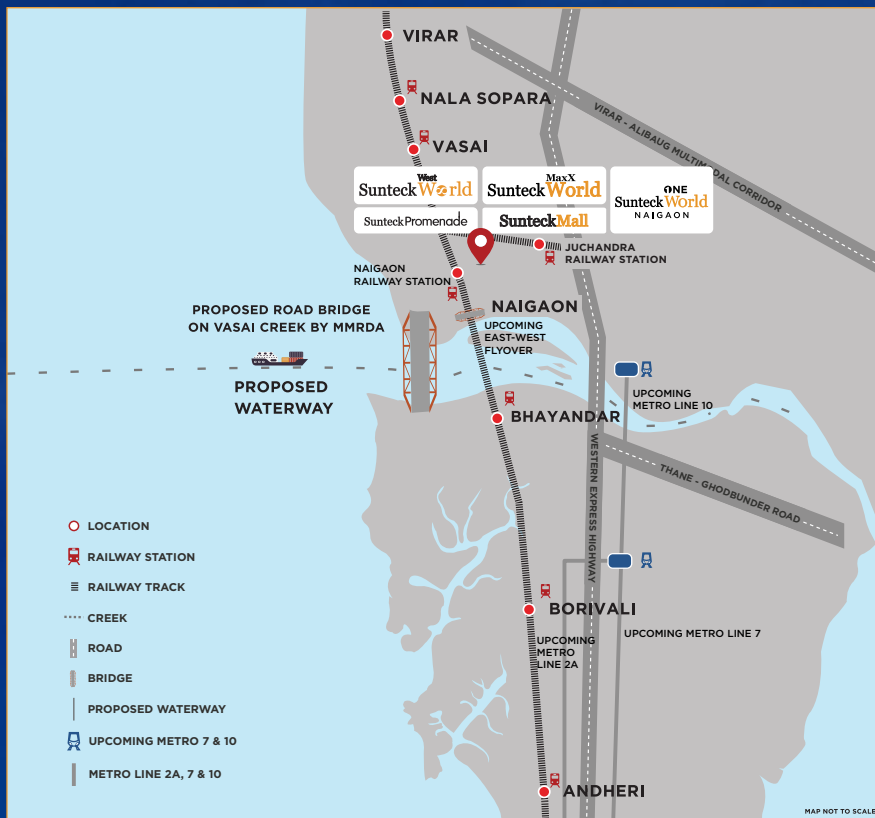 VIRAR
NALA SOPARA
VIRAR - ALIBAUG MULTIMODAL CORRIDOR
VASAI
West
Sunteck World
MaxX
Sunteck World
ONE
Sunteck World
NAIGAON
Sunteck Promenade
Sunteck Mall
JUCHANDRA
RAILWAY STATION
NAIGAON
RAILWAY STATION
NAIGAON
PROPOSED ROAD BRIDGE
ON VASAI CREEK BY MMRDA
UPCOMING
EAST-WEST
FLYOVER
PROPOSED
WATERWAY
UPCOMING
METRO LINE 10
BHAYANDAR
WESTERN EXPRESS HIGHWAY
THANE - GHODBUNDER ROAD
LOCATION
RAILWAY STATION
RAILWAY TRACK
CREEK
ROAD
BRIDGE
PROPOSED WATERWAY
UPCOMING METRO 7 & 10
METRO LINE 2A, 7 & 10
BORIVALI
UPCOMING
METRO
LINE 2A
UPCOMING METRO LINE 7
ANDHERI
MAP NOT TO SCALE